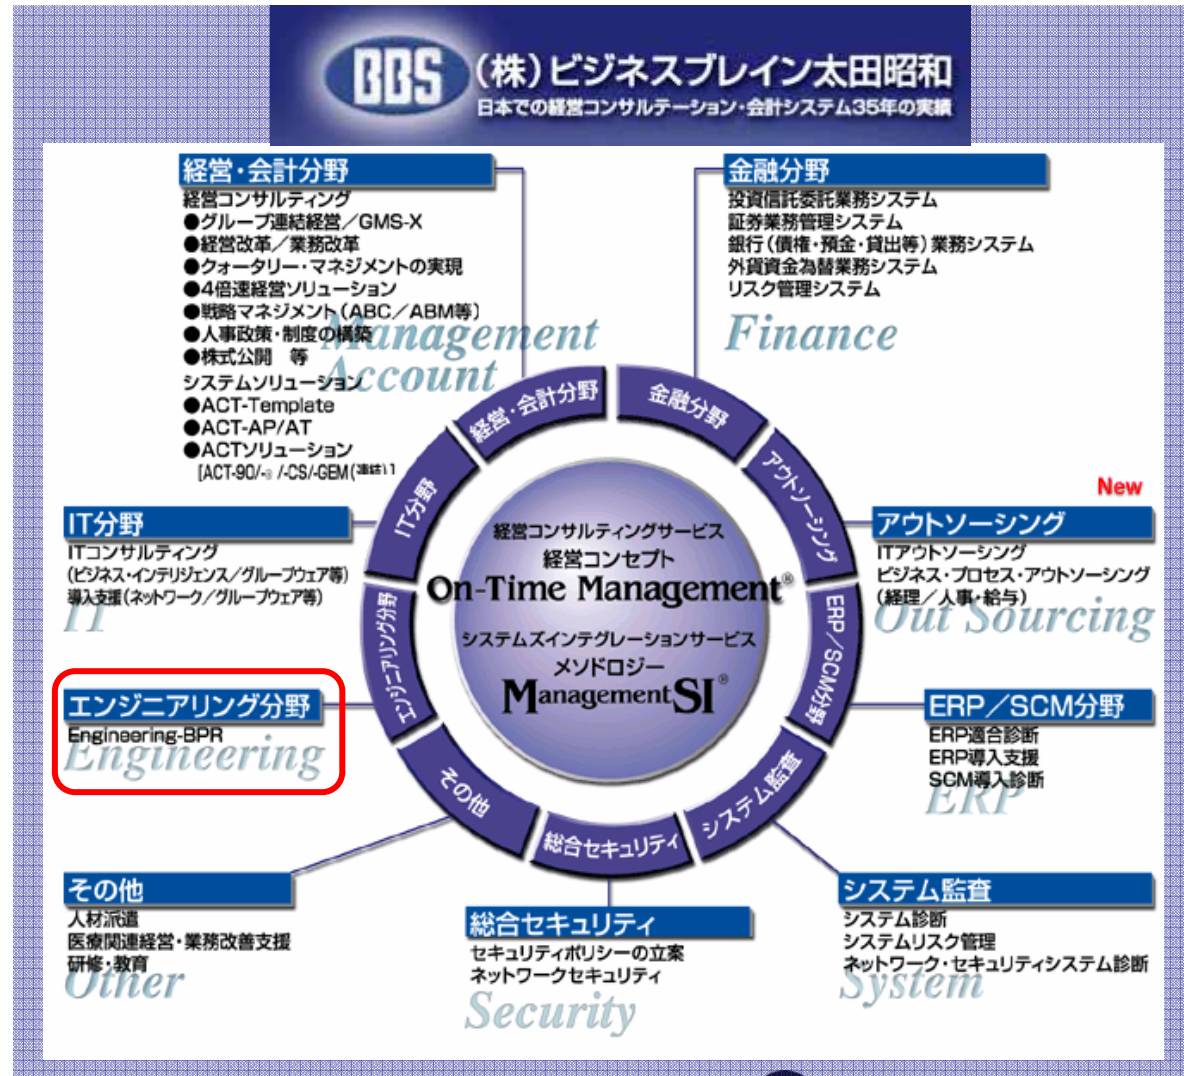 BBS
(株)ビジネスブレイン太田昭和
日本での経営コンサルテーション・会計システム35年の実績
経営・会計分野
経営コンサルティング
●グループ連結経営／GMS-X
●経営改革／業務改革
●クォータリー・マネジメントの実現
●4倍速経営ソリューション
●戦略マネジメント(ABC／ABM等)
●人事政策・制度の構築
●株式公開　等
システムソリューション
●ACT-Template
●ACT-AP/AT
●ACTソリューション
[ACT-90/- /-CS/-GEM(連結)]
Management
Account
金融分野
投資信託委託業務システム
証券業務管理システム
銀行(債権・預金・貸出等)業務システム
外貨資金為替業務システム
リスク管理システム
Finance
New
アウトソーシング
ITアウトソーシング
ビジネス・プロセス・アウトソーシング
(経理／人事・給与)
Out Sourcing
IT分野
ITコンサルティング
(ビジネス・インテリジェンス／グループウェア等)
導入支援(ネットワーク／グループウェア等)
IT
経営・会計分野
金融分野
アウトソーシング
ERP／SCM分野
システム監査
総合セキュリティ
その他
エンジニアリング分野
IT分野
経営コンサルティングサービス
経営コンセプト
On-Time Management®
システムズインテグレーションサービス
メソドロジー
ManagementSI®
エンジニアリング分野
Engineering-BPR
Engineering
ERP／SCM分野
ERP適合診断
ERP導入支援
SCM導入診断
ERP
その他
人材派遣
医療関連経営・業務改善支援
研修・教育
Other
総合セキュリティ
セキュリティポリシーの立案
ネットワークセキュリティ
Security
システム監査
システム診断
システムリスク管理
ネットワーク・セキュリティシステム診断
System